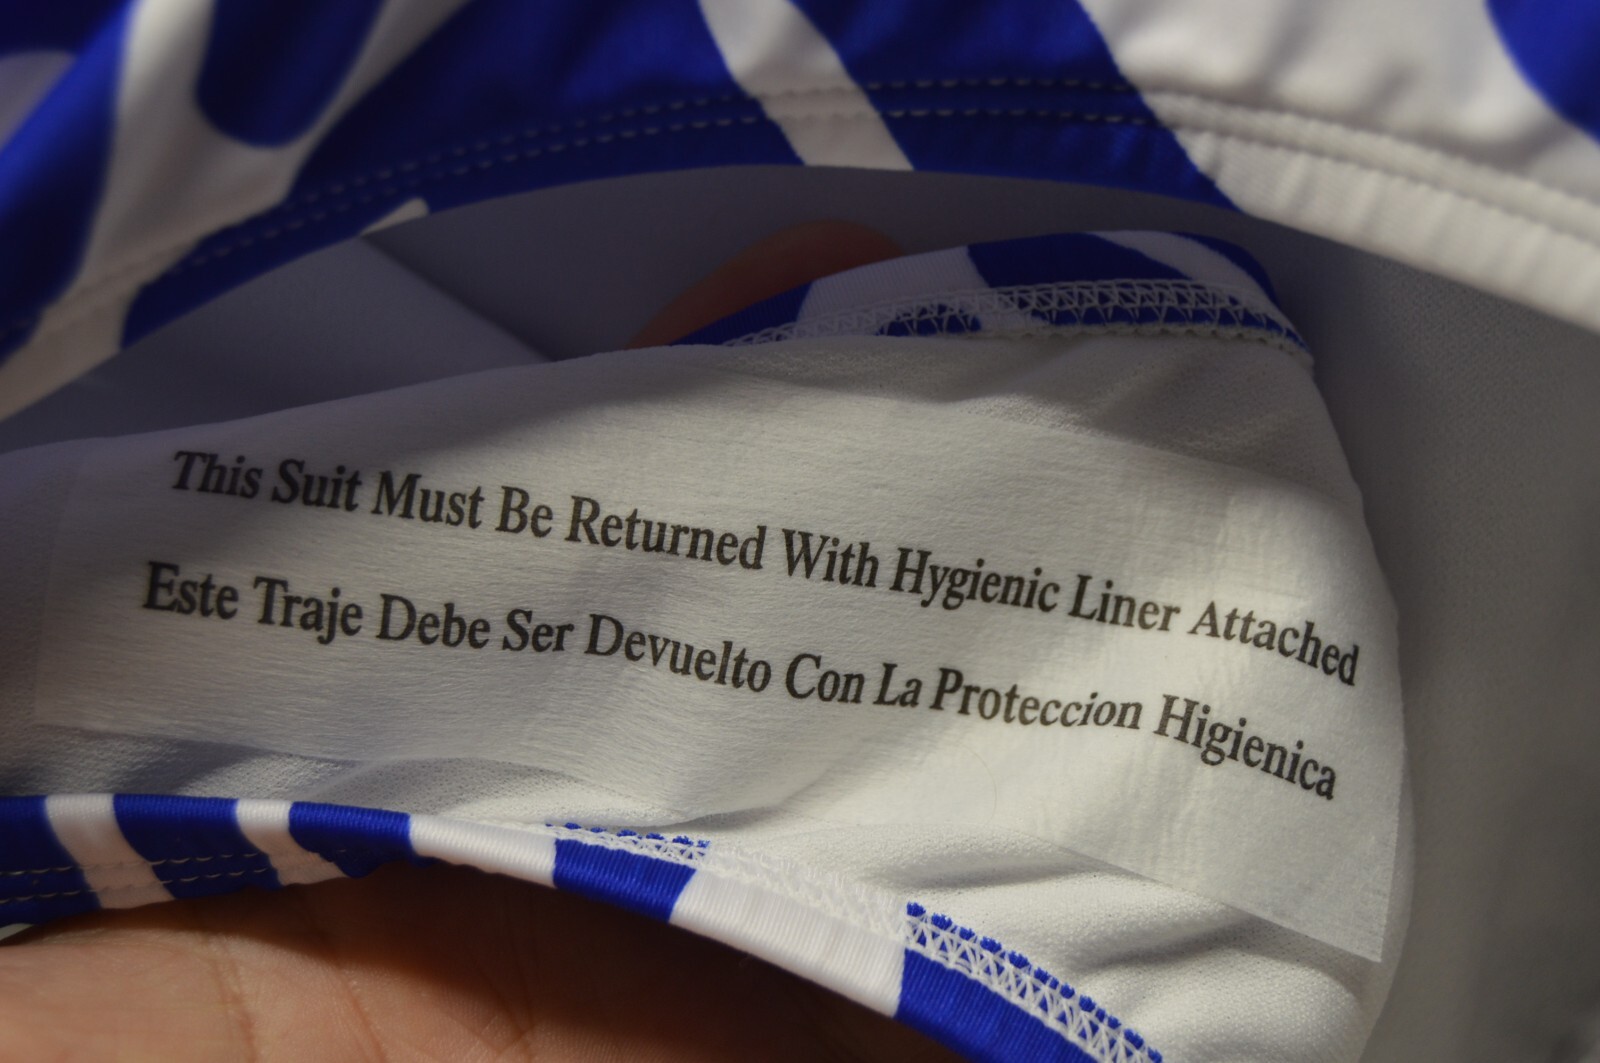 This Suit Must Be Returned With Hygienic Liner Attached
Este Traje Debe Ser Devuelto Con La Proteccion Higienica